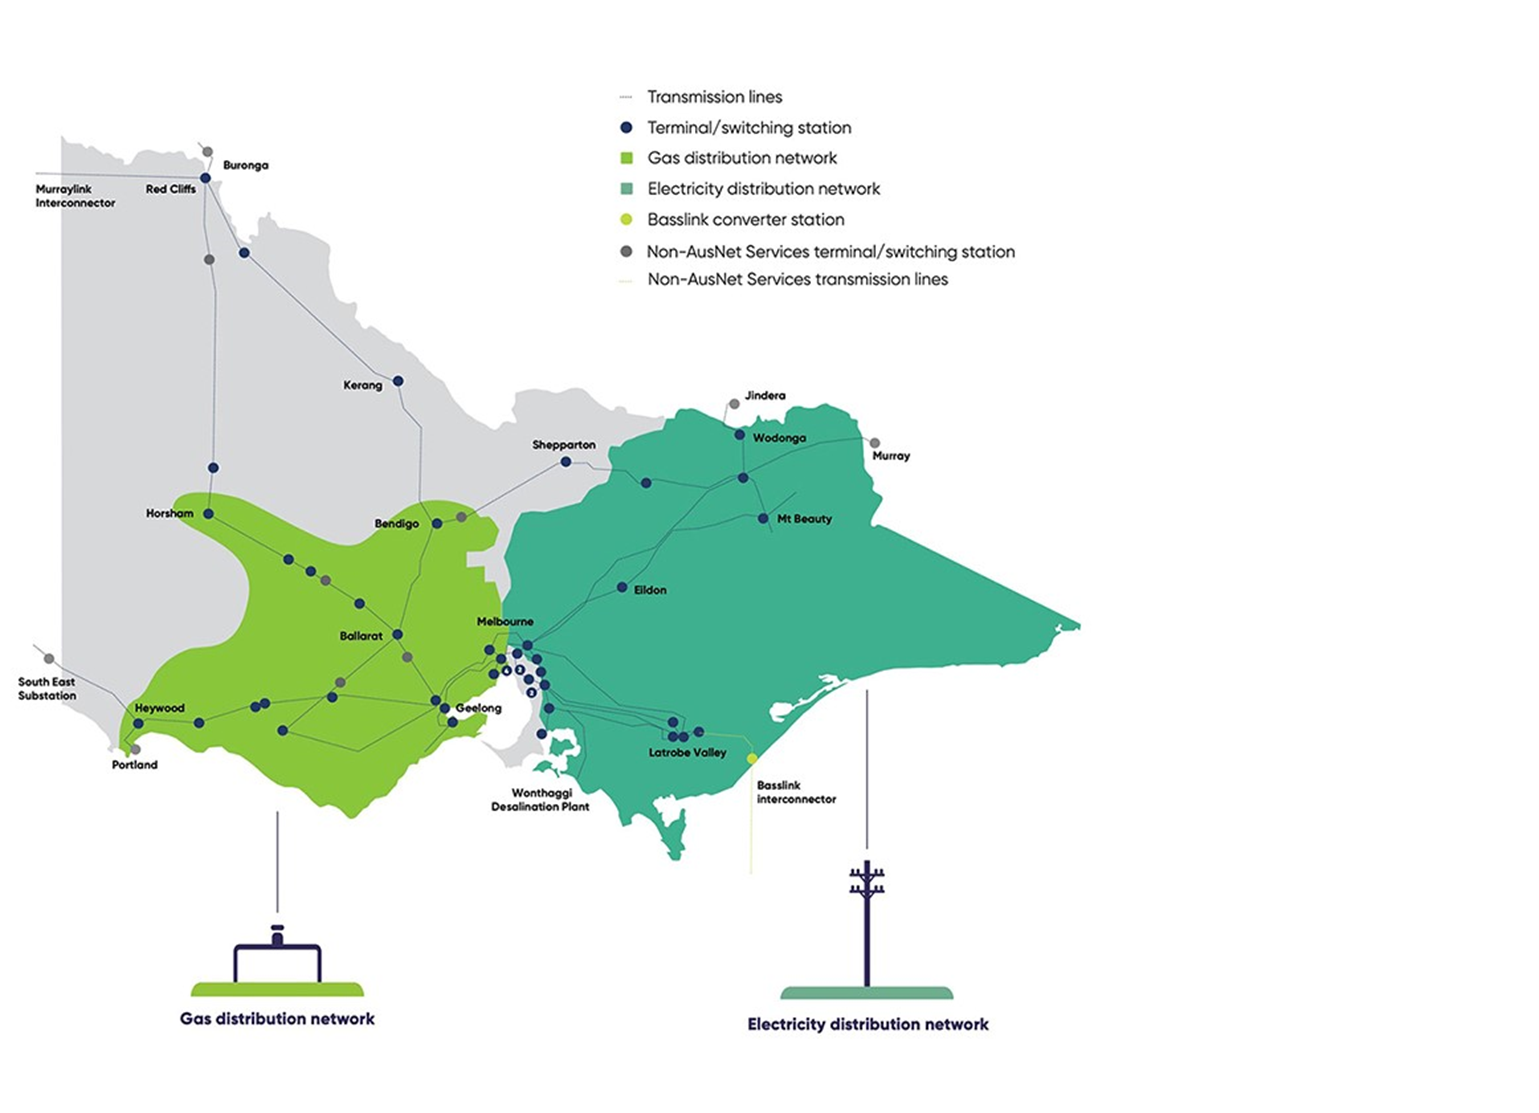 Transmission lines
Terminal/switching station
Gas distribution network
Electricity distribution network
Basslink converter station
Non-AusNet Services terminal/switching station
Non-AusNet Services transmission lines
Buronga
Murraylink
Interconnector
Red Cliffs
Kerang
Jindera
Shepparton
Wodonga
Murray
Horsham
Bendigo
Mt Beauty
Eildon
Melbourne
Ballarat
4
2
3
South East
Substation
Heywood
Geelong
Latrobe Valley
Portland
Wonthaggi
Desalination Plant
Basslink
interconnector
Gas distribution network
Electricity distribution network